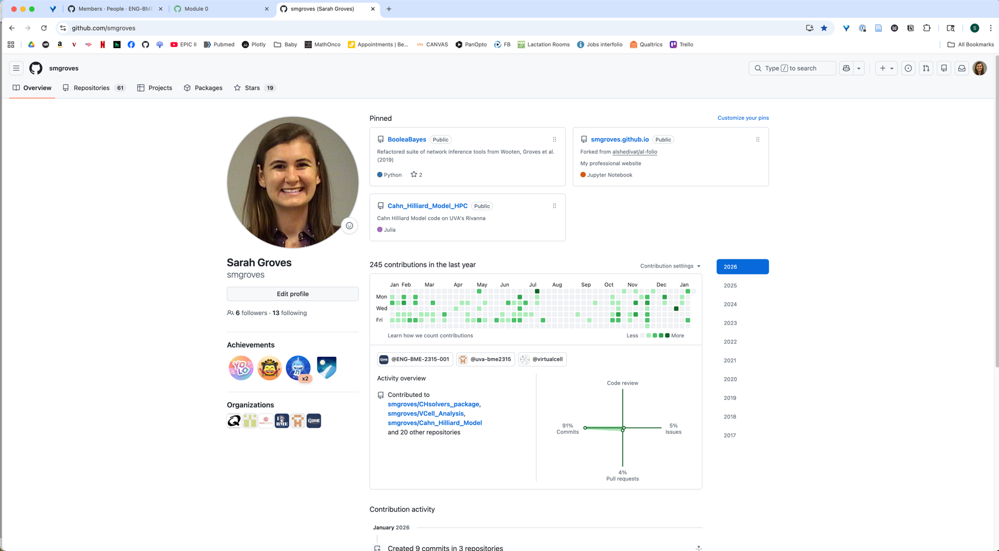 Members · People · ENG-BME
Module 0
smgroves (Sarah Groves)
github.com/smgroves
EPIC II
Pubmed
Plotly
Baby
MathOnco
Appointments | Be...
CANVAS
PanOpto
FB
Lactation Rooms
Jobs interfolio
Qualtrics
Trello
All Bookmarks
smgroves
Type / to search
Overview
Repositories 61
Projects
Packages
Stars 19
Pinned
Customize your pins
BooleaBayes Public
Refactored suite of network inference tools from Wooten, Groves et al.
(2019)
Python 2
smgroves.github.io Public
Forked from alshedivat/al-folio
My professional website
Jupyter Notebook
Cahn_Hilliard_Model_HPC Public
Cahn Hilliard Model code on UVA's Rivanna
Julia
Sarah Groves
smgroves
Edit profile
6 followers · 13 following
Achievements
YOLO
x2
Organizations
245 contributions in the last year
Contribution settings
Jan Feb Mar Apr May Jun Jul Aug Sep Oct Nov Dec Jan
Mon
Wed
Fri
Learn how we count contributions
Less More
@ENG-BME-2315-001
@uva-bme2315
@virtualcell
Activity overview
Contributed to
smgroves/CHsolvers_package,
smgroves/VCell_Analysis,
smgroves/Cahn_Hilliard_Model
and 20 other repositories
Code review
91%
Commits
5%
Issues
4%
Pull requests
2026
2025
2024
2023
2022
2021
2020
2019
2018
2017
Contribution activity
January 2026
Created 9 commits in 3 repositories